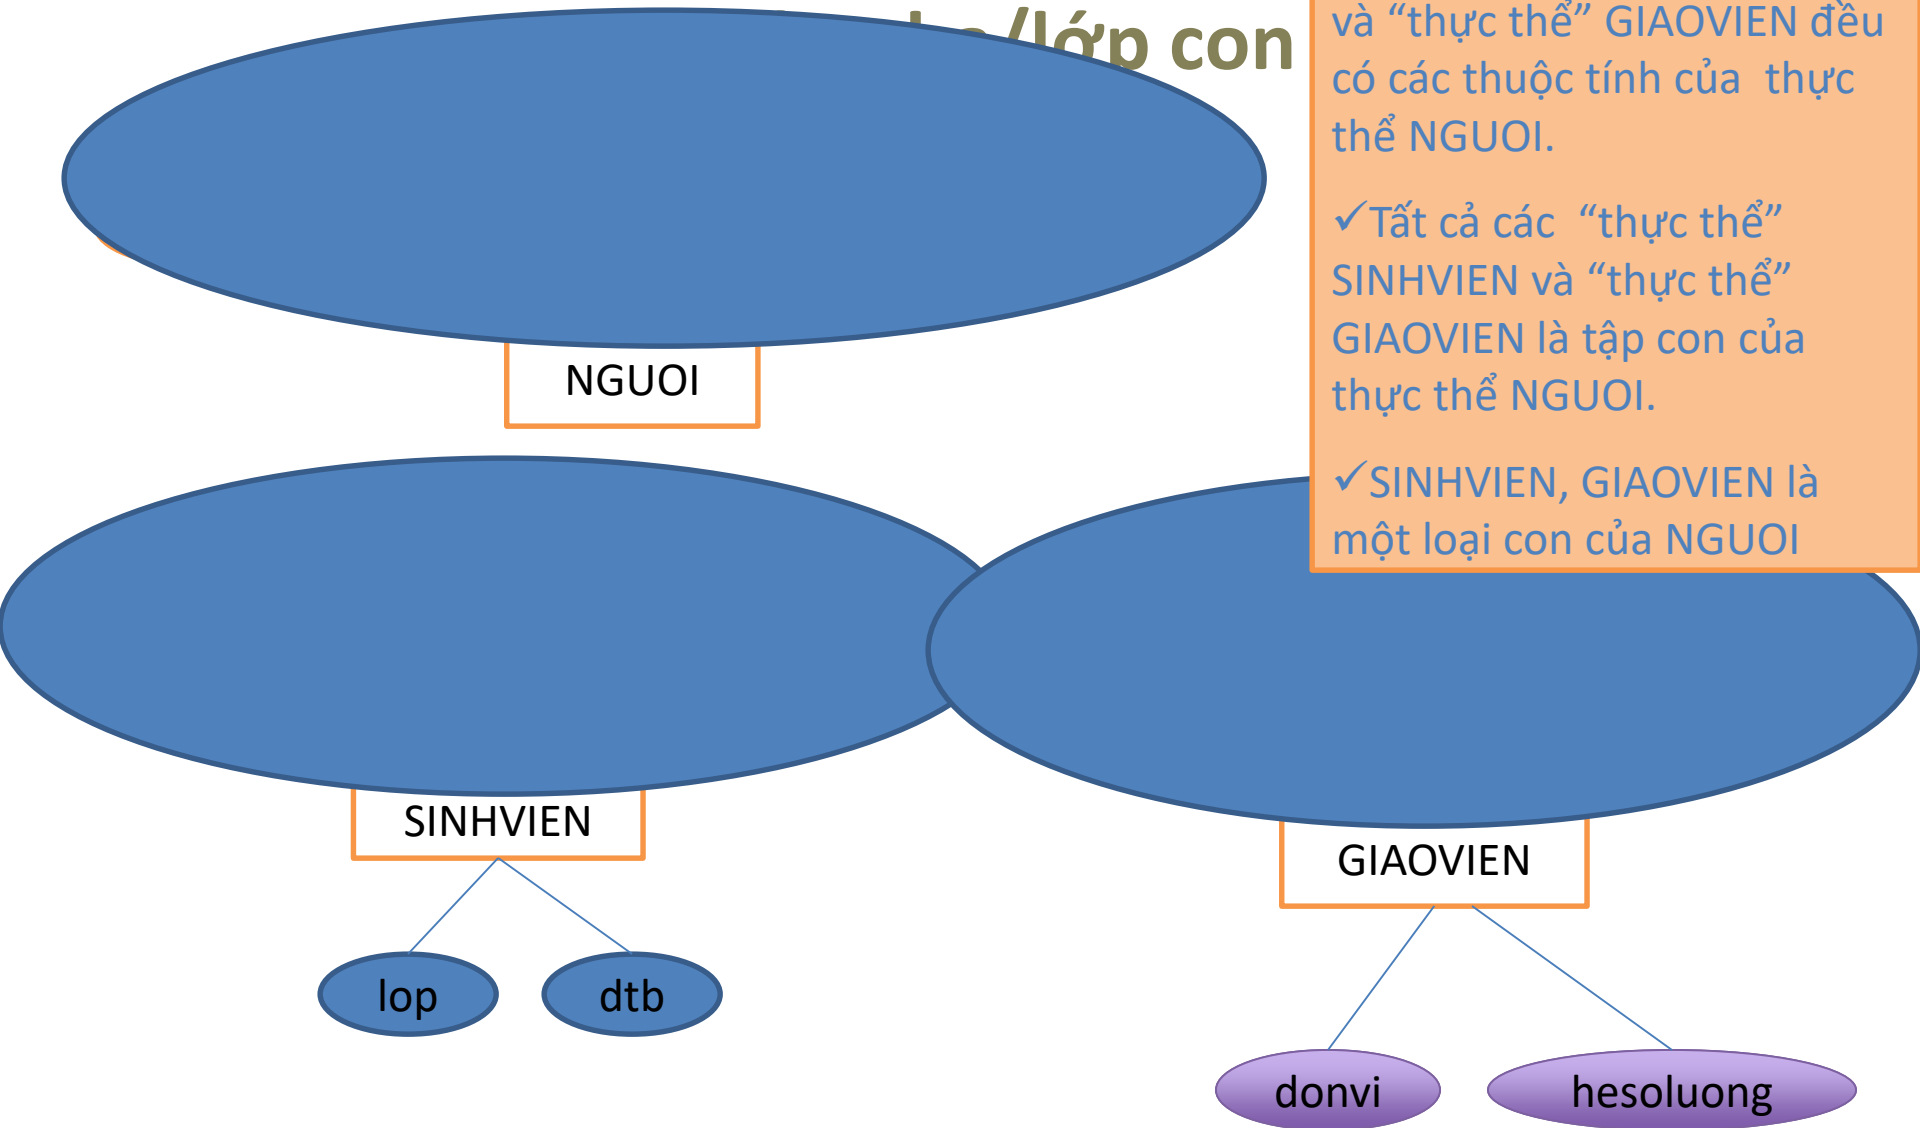 /lớp con
và “thực thể” GIAOVIEN đều
có các thuộc tính của thực
thể NGUOI.
✓Tất cả các “thực thể”
SINHVIEN và “thực thể”
GIAOVIEN là tập con của
thực thể NGUOI.
✓SINHVIEN, GIAOVIEN là
một loại con của NGUOI
NGUOI
SINHVIEN
GIAOVIEN
lop
dtb
donvi
hesoluong